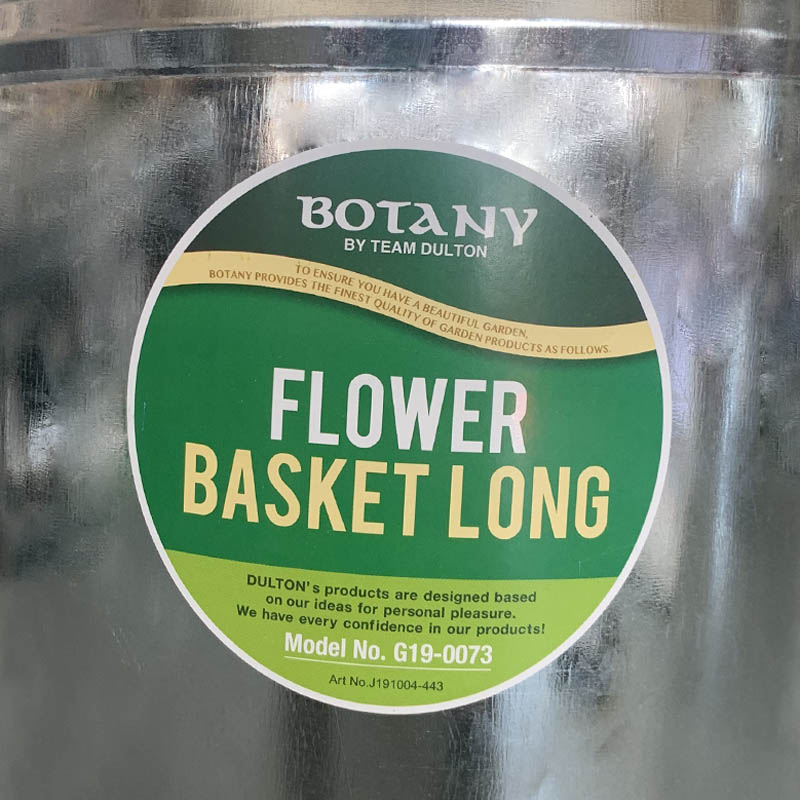 BOTANY
BY TEAM DULTON
TO ENSURE YOU HAVE A BEAUTIFUL GARDEN,
BOTANY PROVIDES THE FINEST QUALITY OF GARDEN PRODUCTS AS FOLLOWS.
FLOWER
BASKET LONG
DULTON's products are designed based
on our ideas for personal pleasure.
We have every confidence in our products!
Model No. G19-0073
Art No.J191004-443